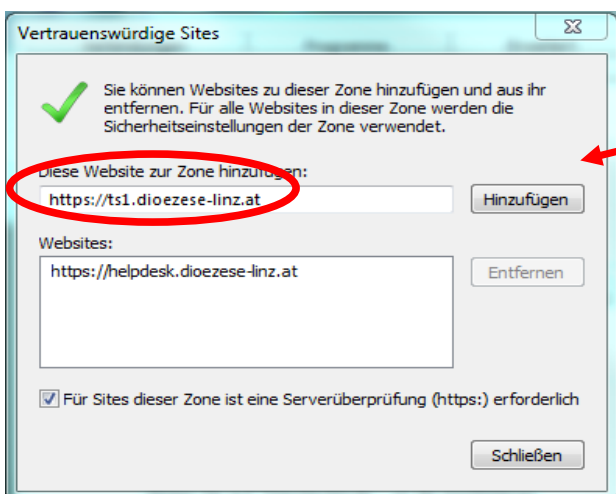 Vertrauenswürdige Sites
Sie können Websites zu dieser Zone hinzufügen und aus ihr
entfernen. Für alle Websites in dieser Zone werden die
Sicherheitseinstellungen der Zone verwendet.
Diese Website zur Zone hinzufügen:
https://ts1.dioezese-linz.at
Hinzufügen
Websites:
https://helpdesk.dioezese-linz.at
Entfernen
Für Sites dieser Zone ist eine Serverüberprüfung (https:) erforderlich
Schließen